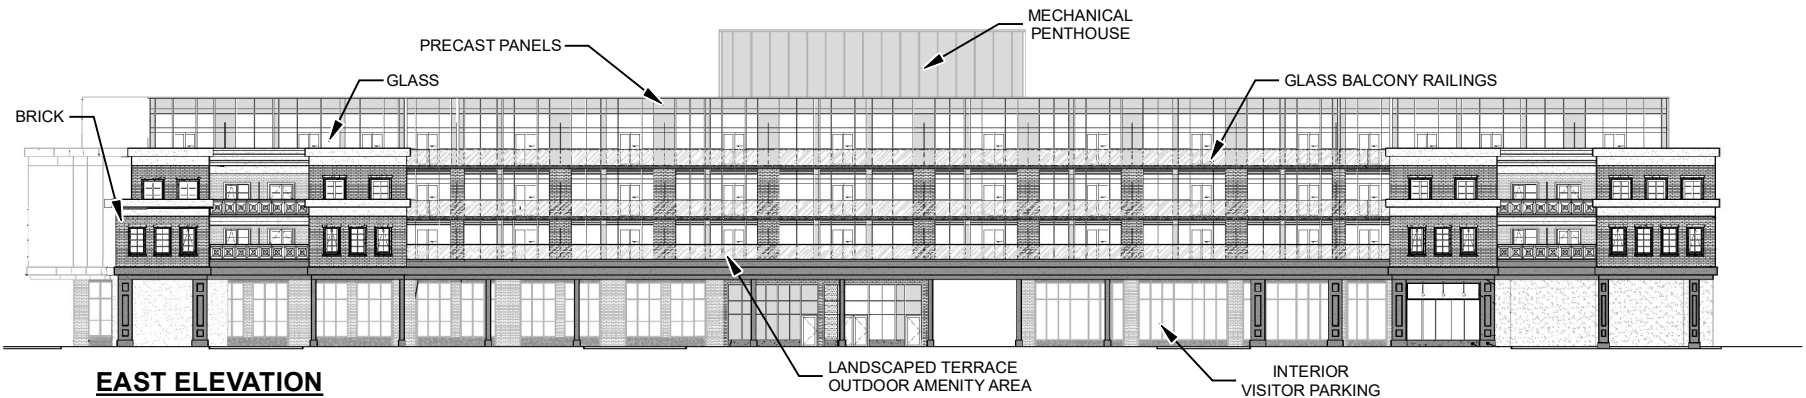 MECHANICAL
PENTHOUSE
PRECAST PANELS
GLASS
GLASS BALCONY RAILINGS
BRICK
LANDSCAPED TERRACE
OUTDOOR AMENITY AREA
INTERIOR
VISITOR PARKING
EAST ELEVATION